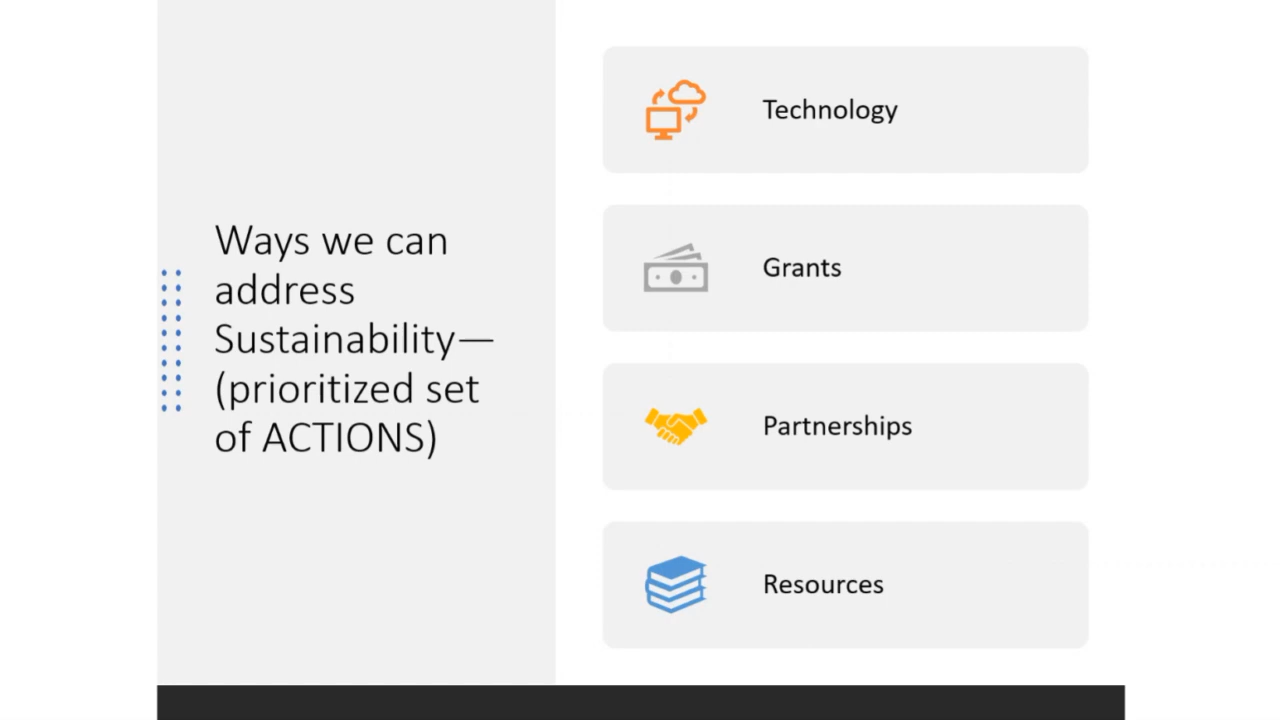 Ways we can
address
Sustainability—
(prioritized set
of ACTIONS)
Technology
Grants
Partnerships
Resources